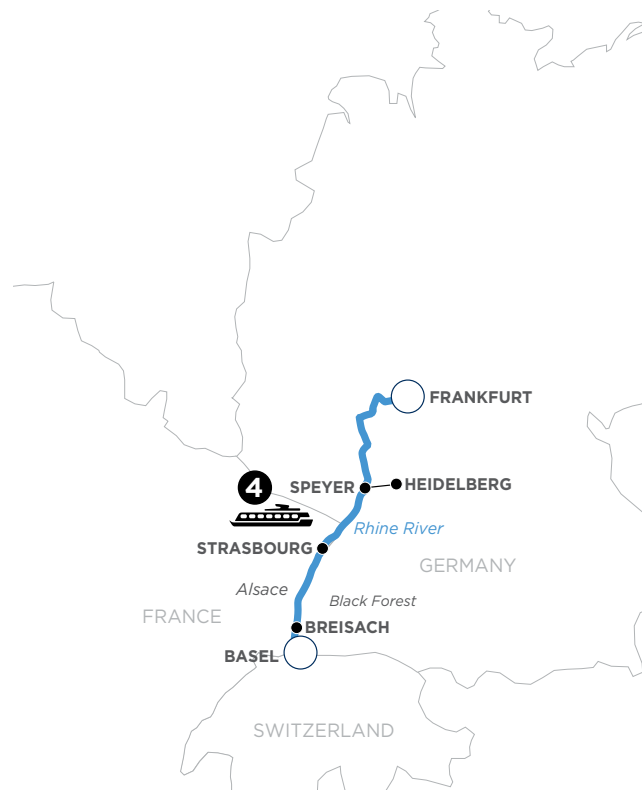 FRANKFURT
4
SPEYER
HEIDELBERG
Rhine River
STRASBOURG
GERMANY
Alsace
Black Forest
FRANCE
BREISACH
BASEL
SWITZERLAND